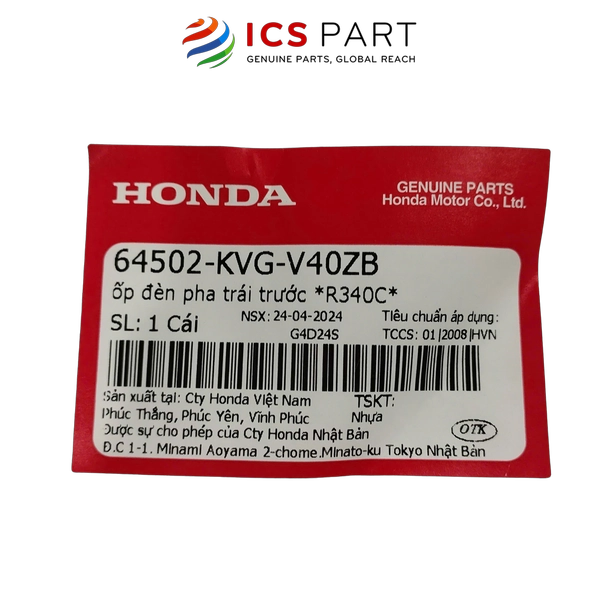 ICS PART
GENUINE PARTS, GLOBAL REACH
HONDA
GENUINE PARTS
Honda Motor Co., Ltd.
64502-KVG-V40ZB
ốp đèn pha trái trước *R340C*
SL: 1 Cái
NSX: 24-04-2024
G4D24S
Tiêu chuẩn áp dụng:
TCCS: 01|2008|HVN
Sản xuất tại: Cty Honda Việt Nam
TSKT:
Phúc Thắng, Phúc Yên, Vĩnh Phúc
Nhựa
Được sự cho phép của Cty Honda Nhật Bản
OTK
Đ.C 1-1. Minami Aoyama 2-chome.Minato-ku Tokyo Nhật Bản